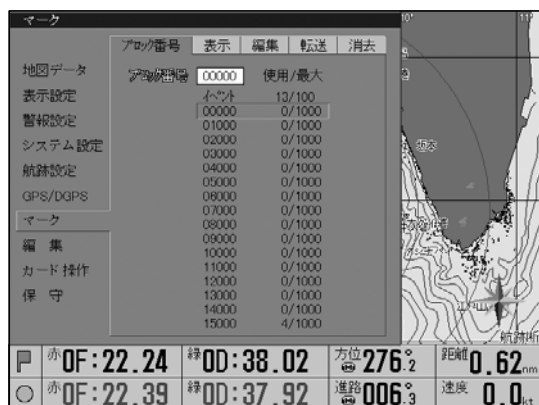 マーク
ブロック番号 表示 編集 転送 消去
地図データ
表示設定
警報設定
システム設定
航跡設定
GPS/DGPS
マーク
編 集
カード操作
保 守
ブロック番号 00000 使用/最大
イベント 13/100
00000 0/1000
01000 0/1000
02000 0/1000
03000 0/1000
04000 0/1000
05000 0/1000
06000 0/1000
07000 0/1000
08000 0/1000
09000 0/1000
10000 0/1000
11000 0/1000
12000 0/1000
13000 0/1000
14000 0/1000
15000 4/1000
10'
11'
赤 0F:22.24 緑 0D:38.02 方位 276.2° 距離 0.62nm
赤 0F:22.39 緑 0D:37.92 進路 006.3° 速度 0.0kt